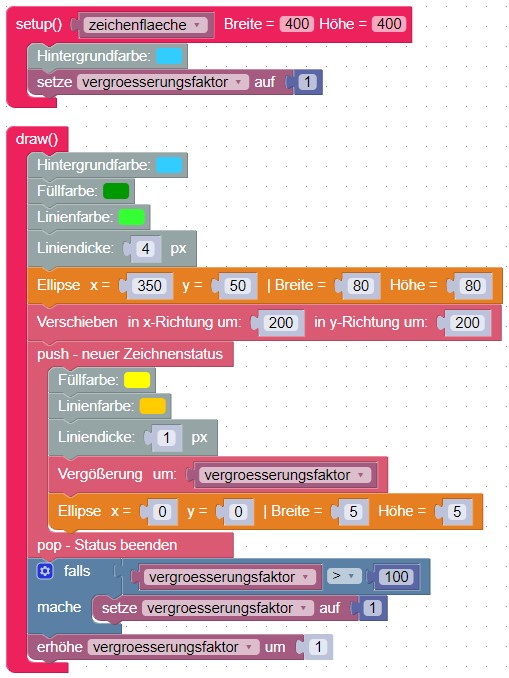 setup() zeichenflaeche Breite = 400 Höhe = 400
Hintergrundfarbe:
setze vergroesserungsfaktor auf 1
draw()
Hintergrundfarbe:
Füllfarbe:
Linienfarbe:
Liniendicke: 4 px
Ellipse x = 350 y = 50 | Breite = 80 Höhe = 80
Verschieben in x-Richtung um: 200 in y-Richtung um: 200
push - neuer Zeichnenstatus
Füllfarbe:
Linienfarbe:
Liniendicke: 1 px
Vergößerung um: vergroesserungsfaktor
Ellipse x = 0 y = 0 | Breite = 5 Höhe = 5
pop - Status beenden
falls vergroesserungsfaktor > 100
mache setze vergroesserungsfaktor auf 1
erhöhe vergroesserungsfaktor um 1